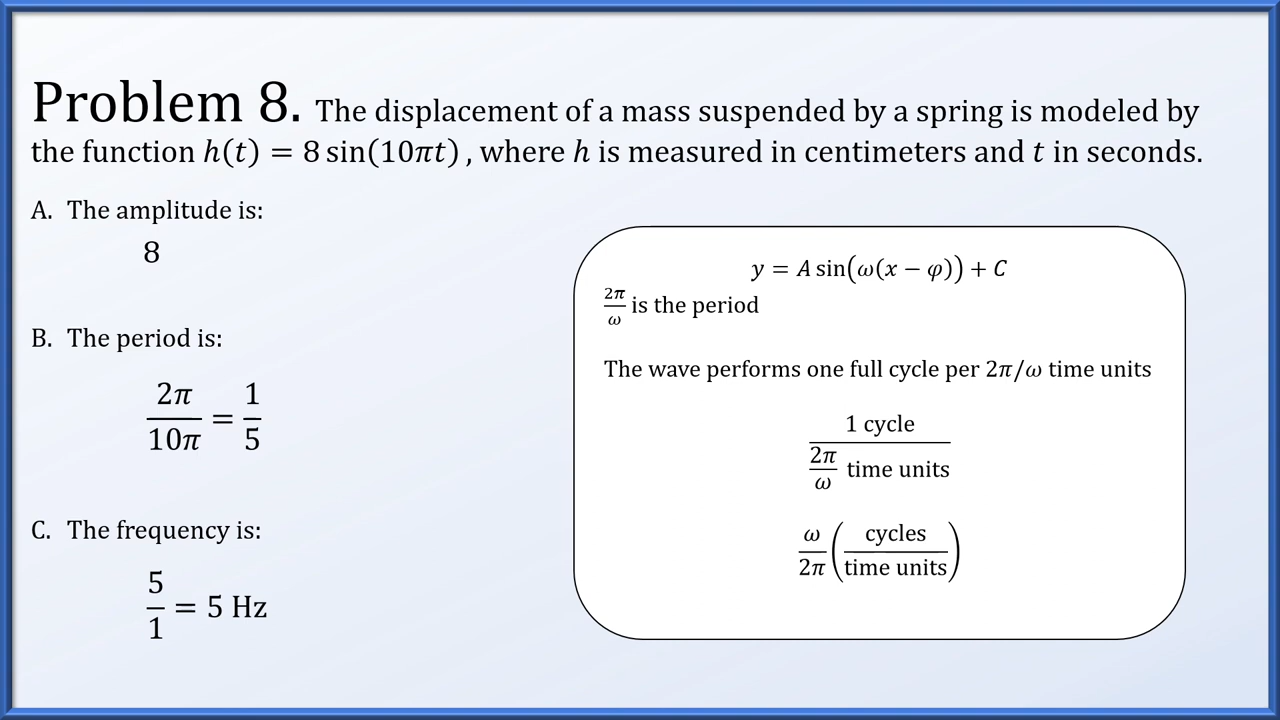 Problem 8. The displacement of a mass suspended by a spring is modeled by
the function h(t) = 8 sin(10πt) , where h is measured in centimeters and t in seconds.
A. The amplitude is:
8
B. The period is:
2π/10π = 1/5
C. The frequency is:
5/1 = 5 Hz
y = A sin(ω(x − φ)) + C
2π/ω is the period
The wave performs one full cycle per 2π/ω time units
1 cycle
2π/ω time units
ω/2π (cycles/time units)